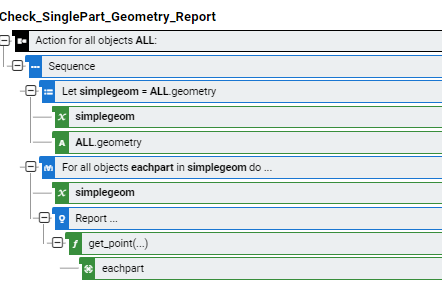 Check_SinglePart_Geometry_Report
Action for all objects ALL:
Sequence
Let simplegeom = ALL.geometry
x simplegeom
A ALL.geometry
For all objects eachpart in simplegeom do ...
x simplegeom
Report ...
f get_point(...)
eachpart